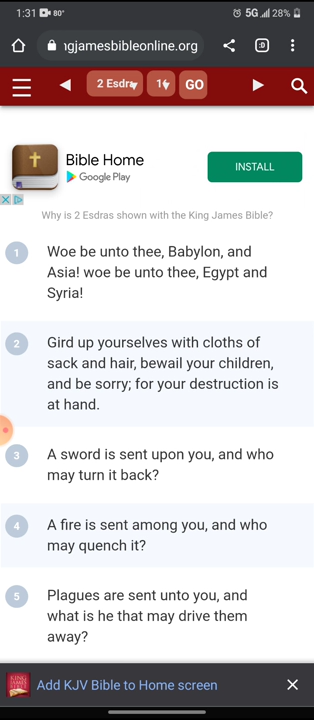 1:31 80° 5G 28%
ngjamesbibleonline.org :D
2 Esdra 16 GO
Bible Home
Google Play
INSTALL
Why is 2 Esdras shown with the King James Bible?
1 Woe be unto thee, Babylon, and
Asia! woe be unto thee, Egypt and
Syria!
2 Gird up yourselves with cloths of
sack and hair, bewail your children,
and be sorry; for your destruction is
at hand.
3 A sword is sent upon you, and who
may turn it back?
4 A fire is sent among you, and who
may quench it?
5 Plagues are sent unto you, and
what is he that may drive them
away?
Add KJV Bible to Home screen